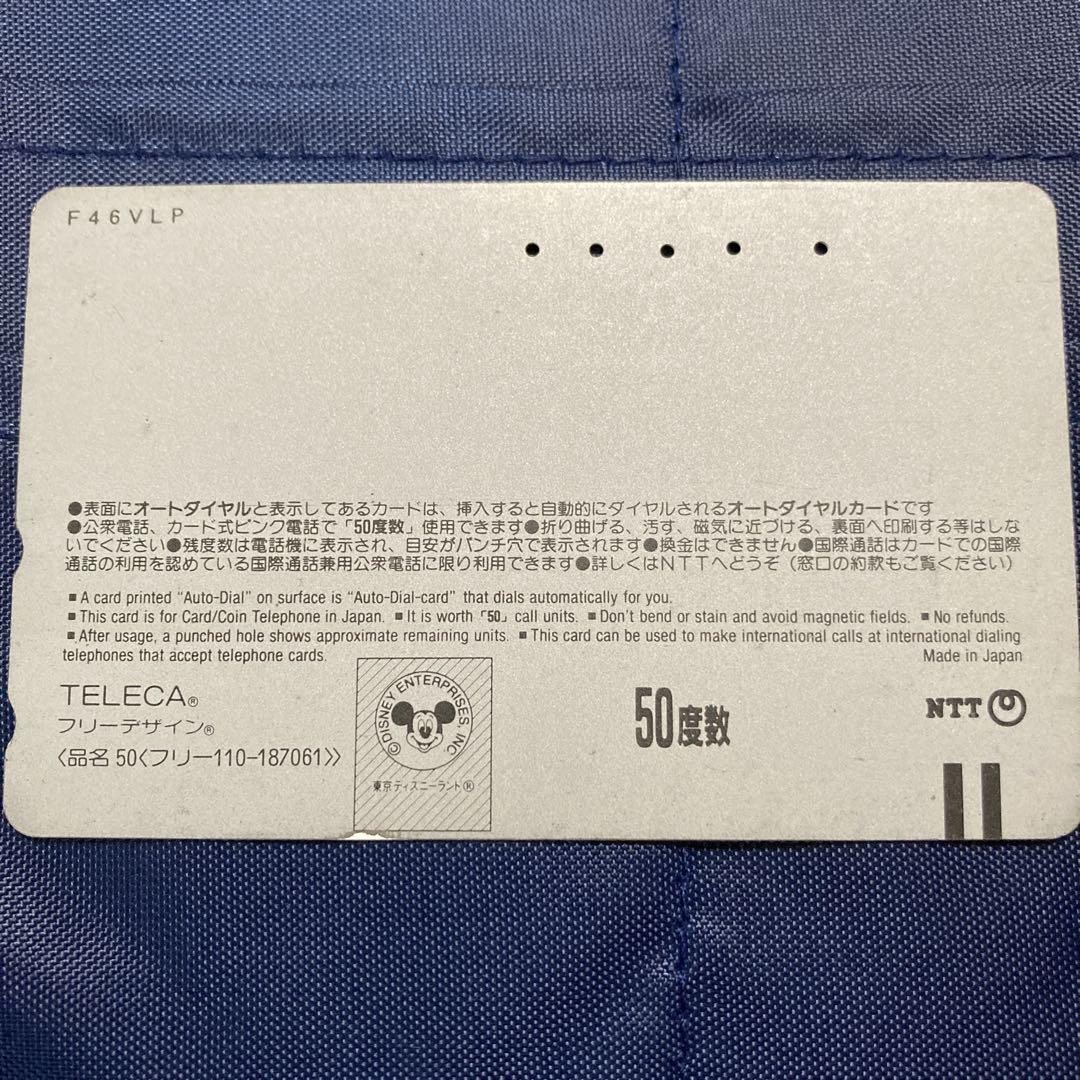 F46VLP
●表面にオートダイヤルと表示してあるカードは、挿入すると自動的にダイヤルされるオートダイヤルカードです
●公衆電話、カード式ピンク電話で「50度数」使用できます●折り曲げる、汚す、磁気に近づける、裏面へ印刷する等はしな
いでください●残度数は電話機に表示され、目安がパンチ穴で表示されます●換金はできません●国際通話はカードでの国際
通話の利用を認めている国際通話兼用公衆電話に限り利用できます●詳しくはNTTへどうぞ（窓口の約款もご覧ください）
■A card printed “Auto-Dial” on surface is “Auto-Dial-card” that dials automatically for you.
■This card is for Card/Coin Telephone in Japan. ■It is worth「50」call units. ■Don't bend or stain and avoid magnetic fields. ■No refunds.
■After usage, a punched hole shows approximate remaining units. ■This card can be used to make international calls at international dialing
telephones that accept telephone cards.
Made in Japan
TELECA®
フリーデザイン®
〈品名 50〈フリー110-187061〉〉
©DISNEY ENTERPRISES, INC
東京ディズニーランド®
50度数
NTT